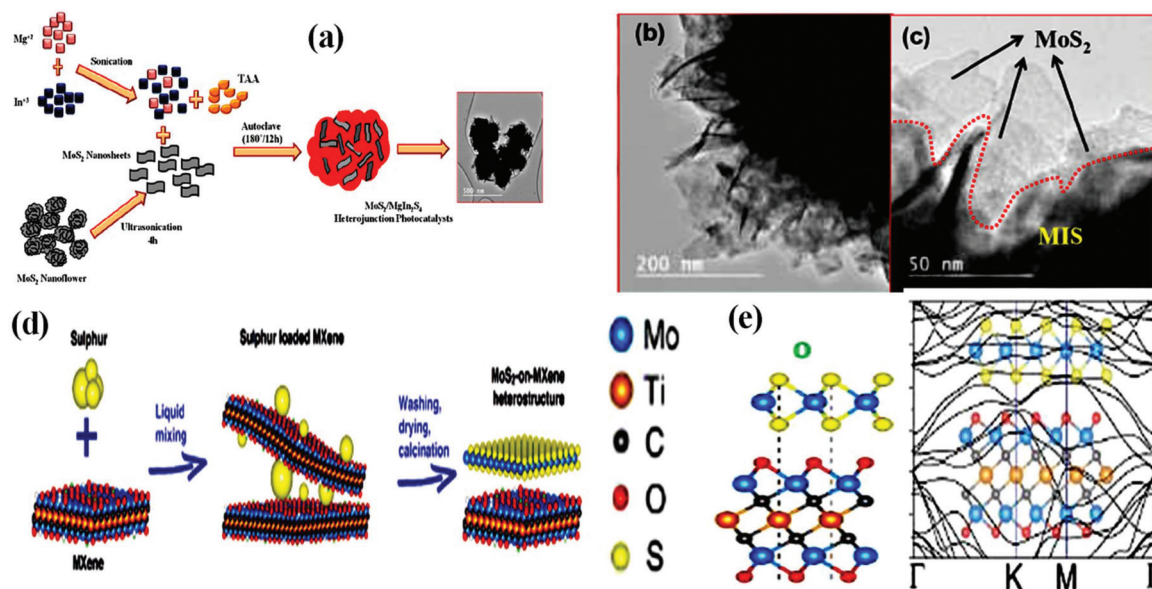 (a)
Mg+2
Sonication
TAA
In+3
MoS2 Nanosheets
Autoclave
(180°/12h)
500 nm
MoS2/MgIn2S4
Heterojunction Photocatalysts
Ultrasonication
4h
MoS2 Nanoflower
(b)
200 nm
(c)
MoS2
MIS
50 nm
(d)
Sulphur
+
MXene
Liquid
mixing
Sulphur loaded MXene
Washing,
drying,
calcination
MoS2-on-MXene
heterostructure
Mo
Ti
C
O
S
(e)
O
Γ K M